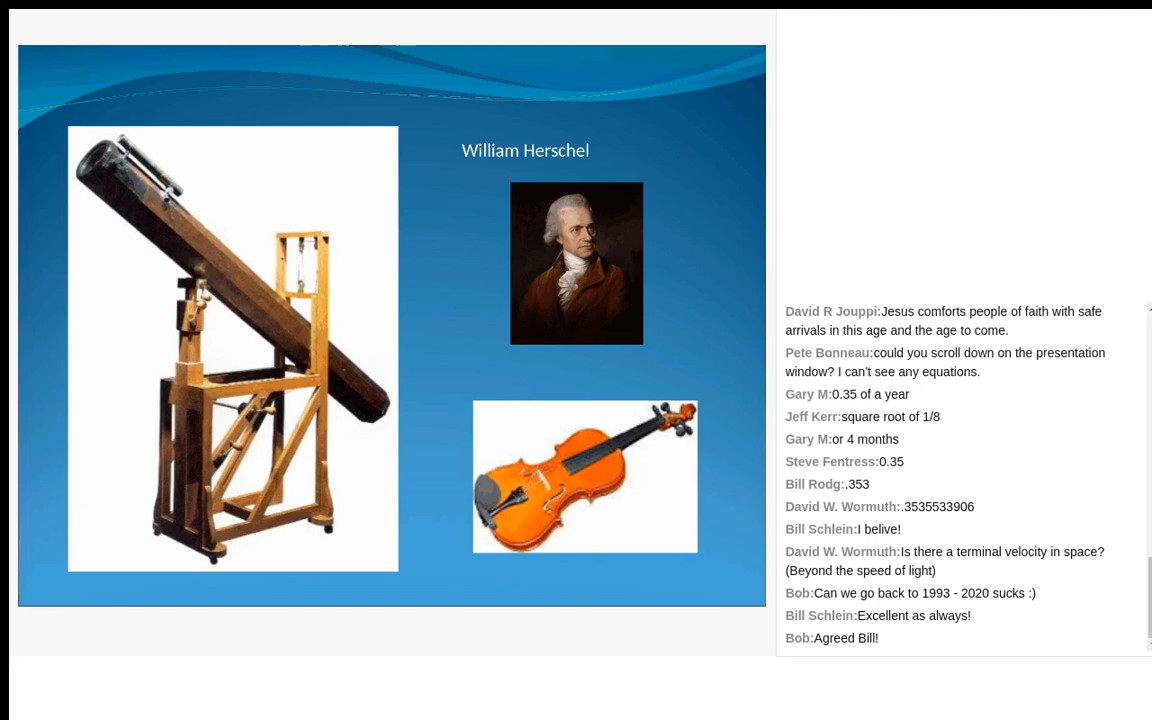 William Herschel
David R Jouppi:Jesus comforts people of faith with safe
arrivals in this age and the age to come.
Pete Bonneau:could you scroll down on the presentation
window? I can't see any equations.
Gary M:0.35 of a year
Jeff Kerr:square root of 1/8
Gary M:or 4 months
Steve Fentress:0.35
Bill Rodg:.353
David W. Wormuth:.3535533906
Bill Schlein:I belive!
David W. Wormuth:Is there a terminal velocity in space?
(Beyond the speed of light)
Bob:Can we go back to 1993 - 2020 sucks :)
Bill Schlein:Excellent as always!
Bob:Agreed Bill!